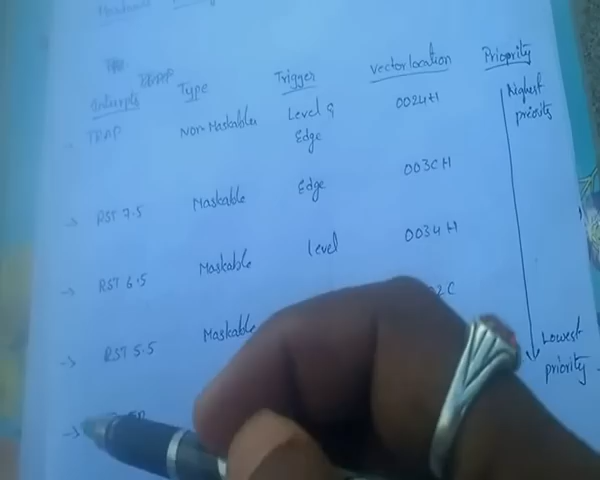 Interrupts Type Trigger Vector location Priority
TRAP Non-Maskable Level & Edge 0024H Highest priority
→ RST 7.5 Maskable Edge 003CH
→ RST 6.5 Maskable level 0034H
→ RST 5.5 Maskable 2C Lowest priority
→